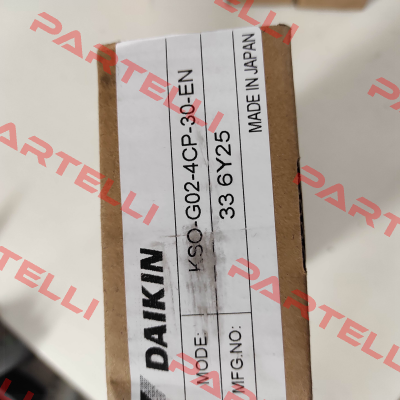 DAIKIN
MODE: KSO-G02-4CP-30-EN
MFG.NO: 33 6Y25
MADE IN JAPAN
PARTELLI
PARTELLI
PARTELLI
PARTELLI
PARTELLI